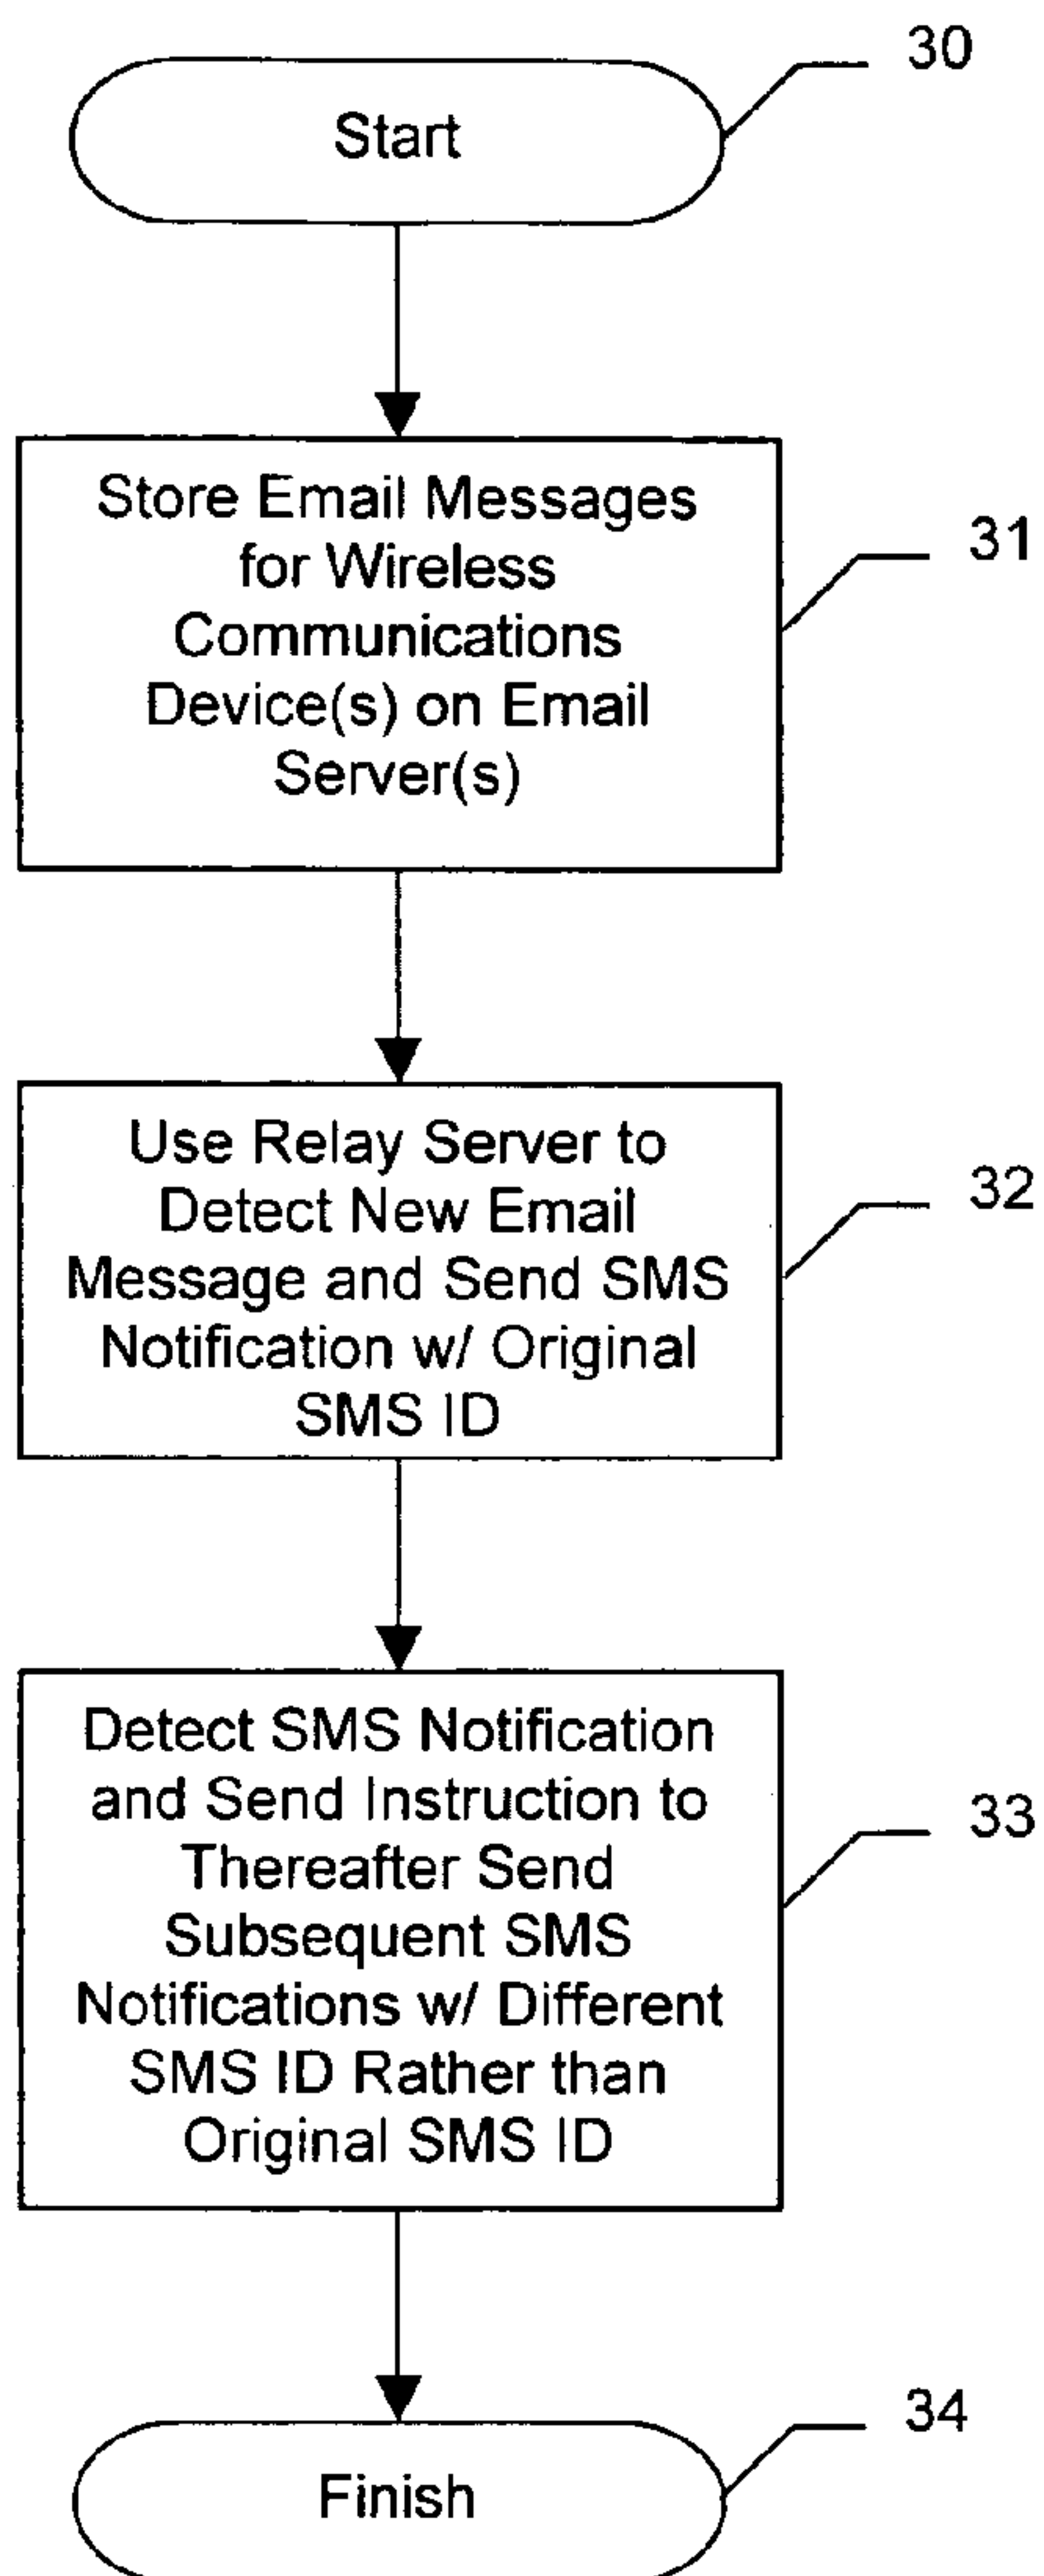 30
Start
Store Email Messages
for Wireless
Communications
Device(s) on Email
Server(s)
31
Use Relay Server to
Detect New Email
Message and Send SMS
Notification w/ Original
SMS ID
32
Detect SMS Notification
and Send Instruction to
Thereafter Send
Subsequent SMS
Notifications w/ Different
SMS ID Rather than
Original SMS ID
33
34
Finish